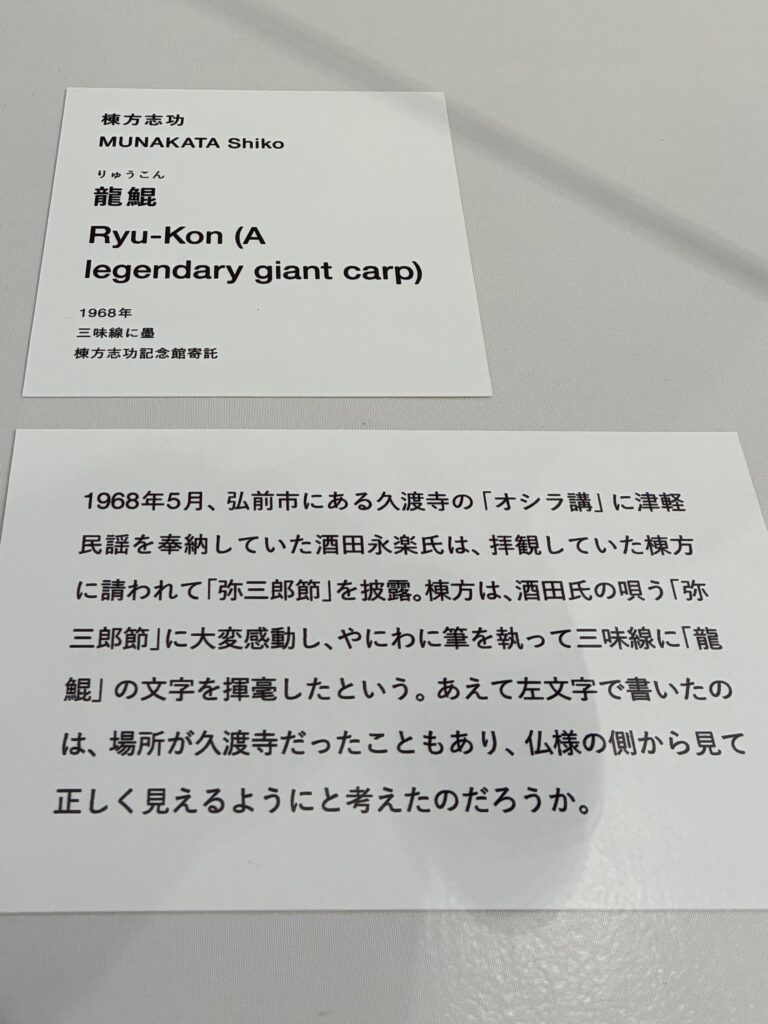 棟方志功
MUNAKATA Shiko
りゅうこん
龍鯤
Ryu-Kon (A
legendary giant carp)
1968年
三味線に墨
棟方志功記念館寄託
1968年5月、弘前市にある久渡寺の「オシラ講」に津軽
民謡を奉納していた酒田永楽氏は、拝観していた棟方
に請われて「弥三郎節」を披露。棟方は、酒田氏の唄う「弥
三郎節」に大変感動し、やにわに筆を執って三味線に「龍
鯤」の文字を揮毫したという。あえて左文字で書いたの
は、場所が久渡寺だったこともあり、仏様の側から見て
正しく見えるようにと考えたのだろうか。